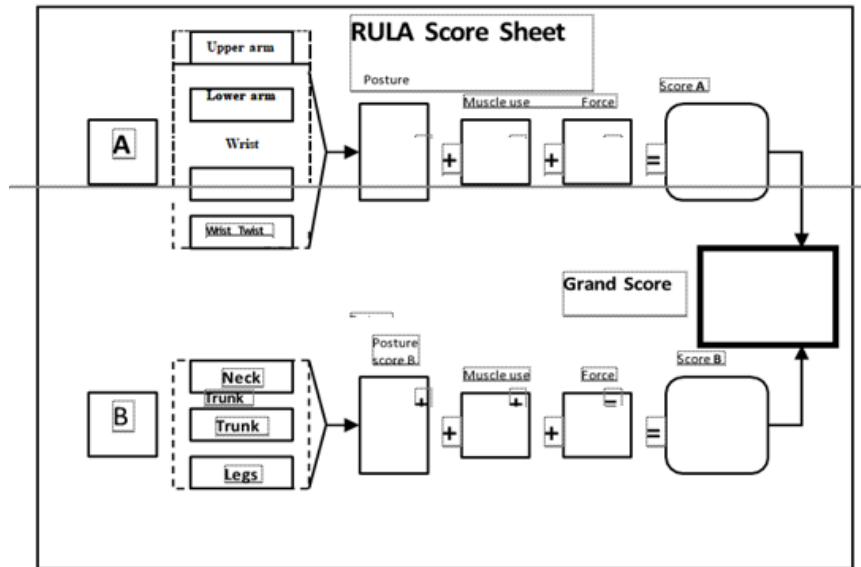 RULA Score Sheet
Posture
Upper arm
Lower arm
Wrist
Wrist Twist
A
Muscle use
Force
Score A
+
+
=
Grand Score
Posture
score B
Muscle use
Force
Score B
B
Neck
Trunk
Trunk
Legs
+
+
=
+
+
=